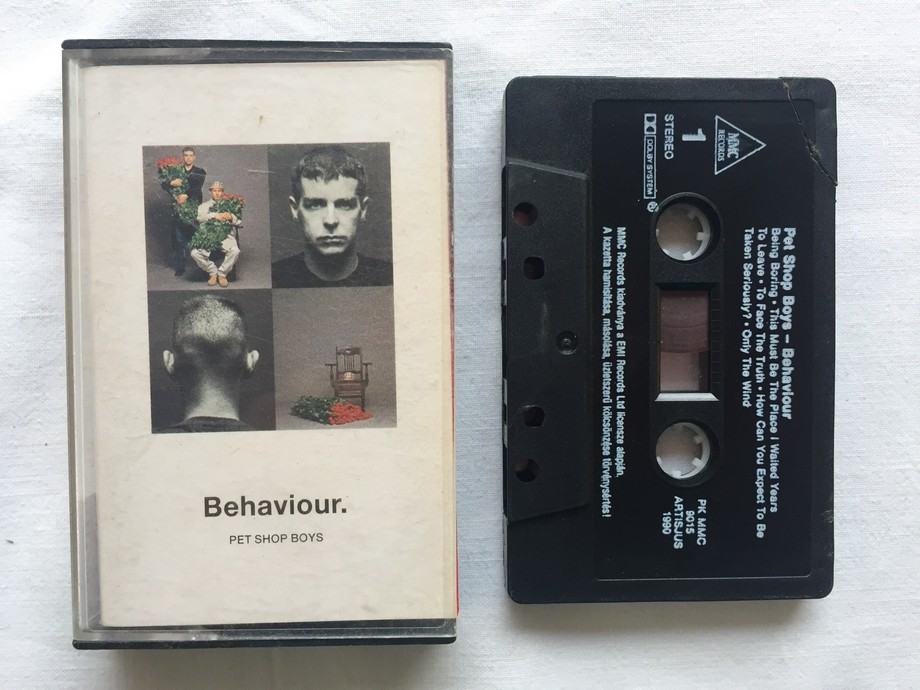 Behaviour.
PET SHOP BOYS
MMC
RECORDS
1
STEREO
DOLBY SYSTEM
Pet Shop Boys – Behaviour
Being Boring • This Must Be The Place I Waited Years
To Leave • To Face The Truth • How Can You Expect To Be
Taken Seriously? • Only The Wind
MMC Records kiadványa a EMI Records Ltd licensze alapján.
A kazetta hamisítása, másolása, üzletszerű kölcsönzése törvénysértés!
PK MMC
9015
ARTISJUS
1990